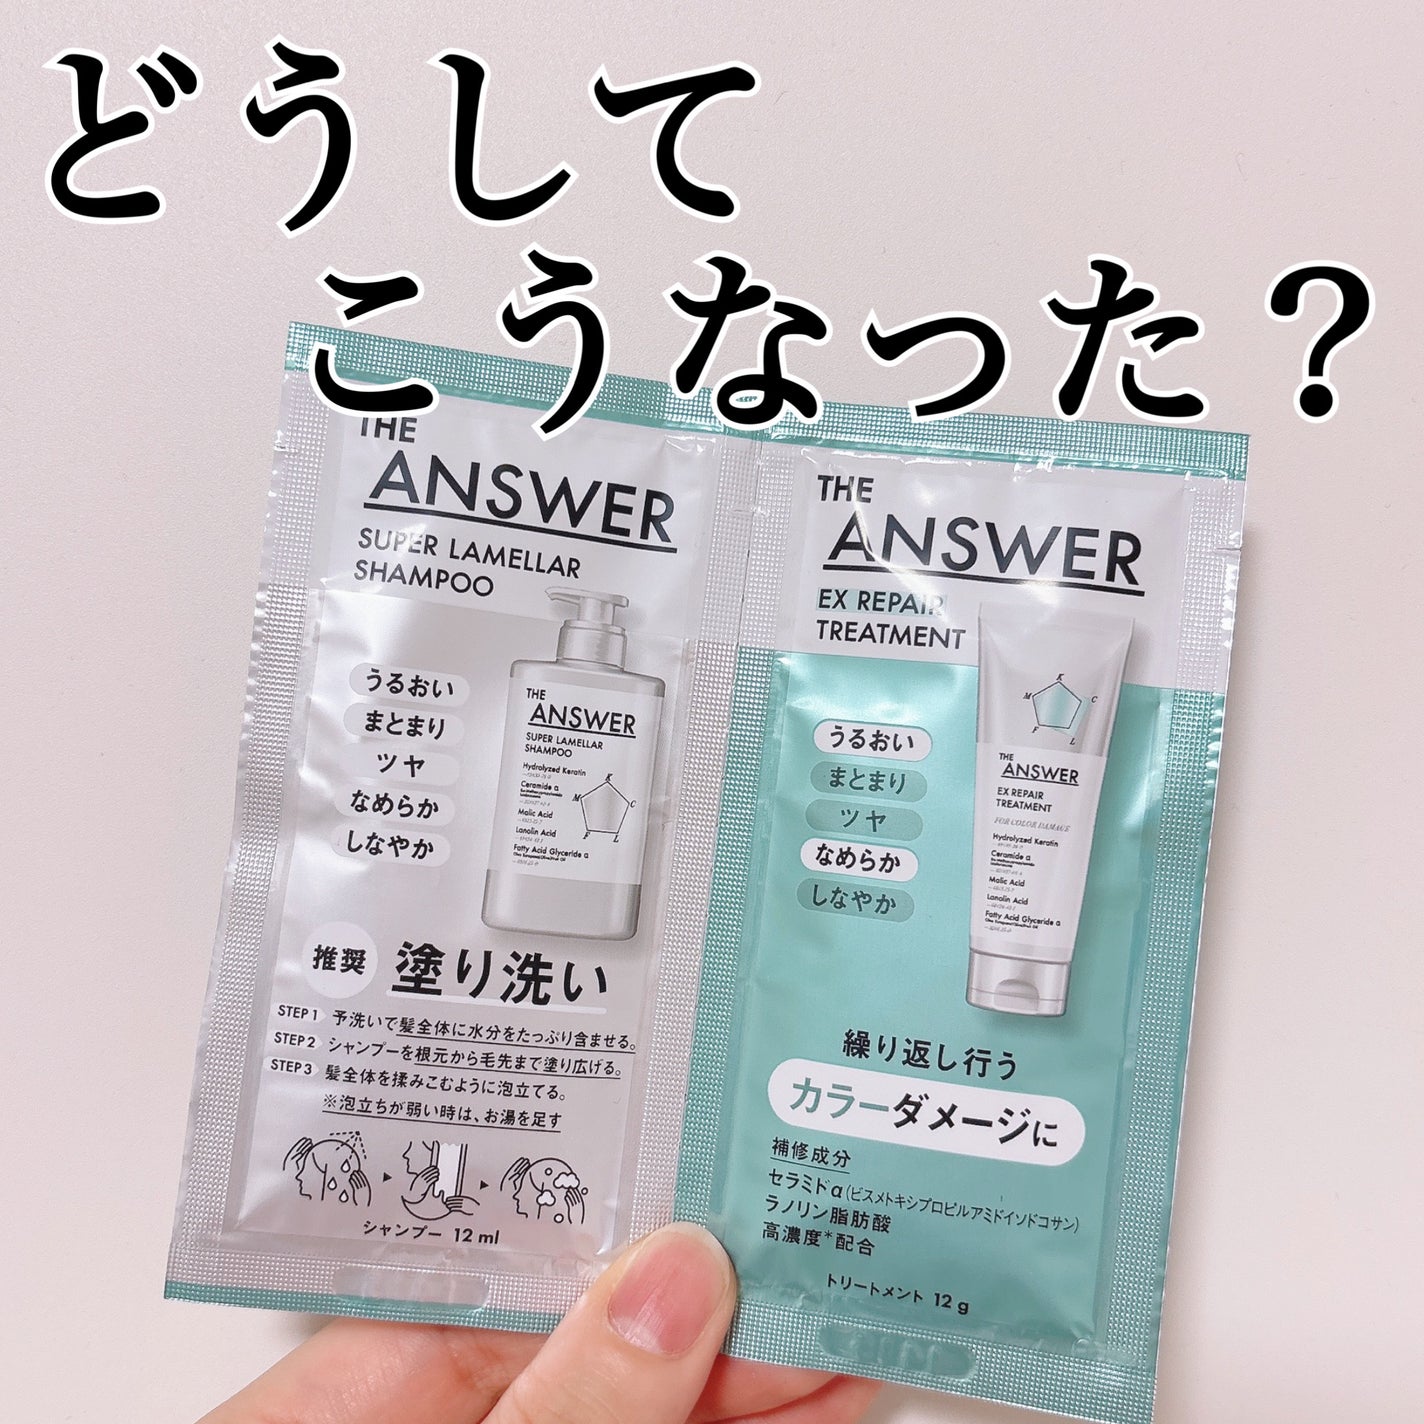 どうして
こうなった？
THE
ANSWER
SUPER LAMELLAR
SHAMPOO
うるおい
まとまり
ツヤ
なめらか
しなやか
THE
ANSWER
SUPER LAMELLAR
SHAMPOO
Hydrolyzed Keratin
Ceramide α
Malic Acid
Lanolin Acid
Fatty Acid Glyceride α
K
M
C
F
L
推奨 塗り洗い
STEP 1 予洗いで髪全体に水分をたっぷり含ませる。
STEP 2 シャンプーを根元から毛先まで塗り広げる。
STEP 3 髪全体を揉みこむように泡立てる。
※泡立ちが弱い時は、お湯を足す
シャンプー 12 ml
THE
ANSWER
EX REPAIR
TREATMENT
うるおい
まとまり
ツヤ
なめらか
しなやか
K
M
C
F
L
THE
ANSWER
EX REPAIR
TREATMENT
FOR COLOR DAMAGE
Hydrolyzed Keratin
Ceramide α
Malic Acid
Lanolin Acid
Fatty Acid Glyceride α
繰り返し行う
カラーダメージに
補修成分
セラミドα(ビスメトキシプロピルアミドイソドコサン)
ラノリン脂肪酸
高濃度*配合
トリートメント 12 g